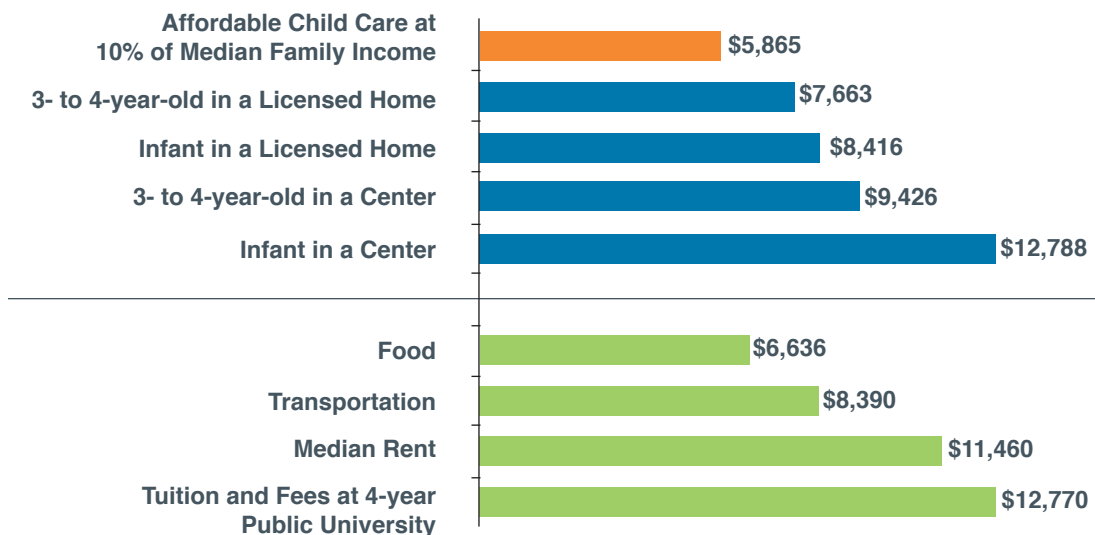 Affordable Child Care at
10% of Median Family Income
$5,865
3- to 4-year-old in a Licensed Home
$7,663
Infant in a Licensed Home
$8,416
3- to 4-year-old in a Center
$9,426
Infant in a Center
$12,788
Food
$6,636
Transportation
$8,390
Median Rent
$11,460
Tuition and Fees at 4-year
Public University
$12,770